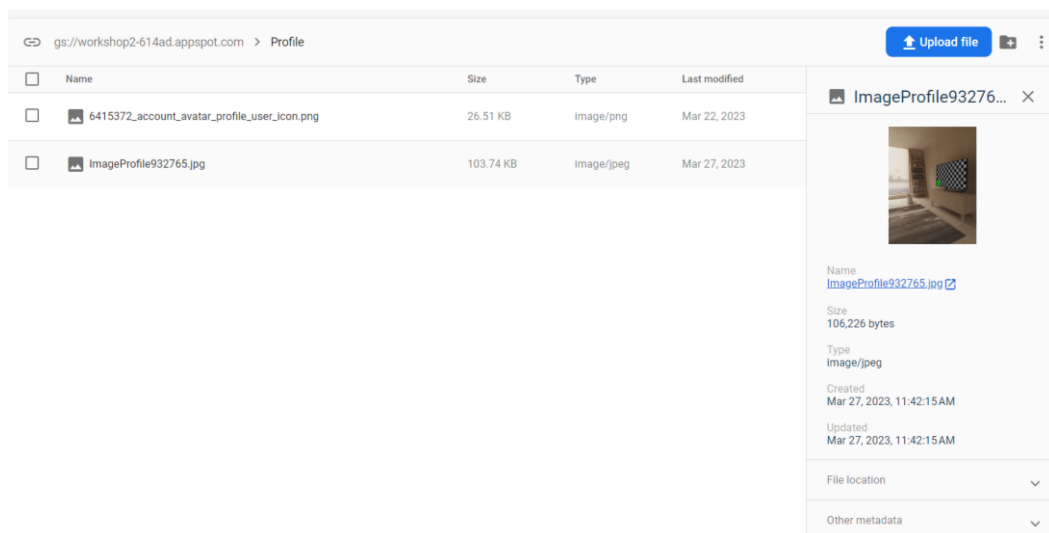 gs://workshop2-614ad.appspot.com > Profile
Upload file
Name Size Type Last modified
6415372_account_avatar_profile_user_icon.png 26.51 KB image/png Mar 22, 2023
ImageProfile932765.jpg 103.74 KB image/jpeg Mar 27, 2023
ImageProfile93276...
Name
ImageProfile932765.jpg
Size
106,226 bytes
Type
image/jpeg
Created
Mar 27, 2023, 11:42:15 AM
Updated
Mar 27, 2023, 11:42:15 AM
File location
Other metadata